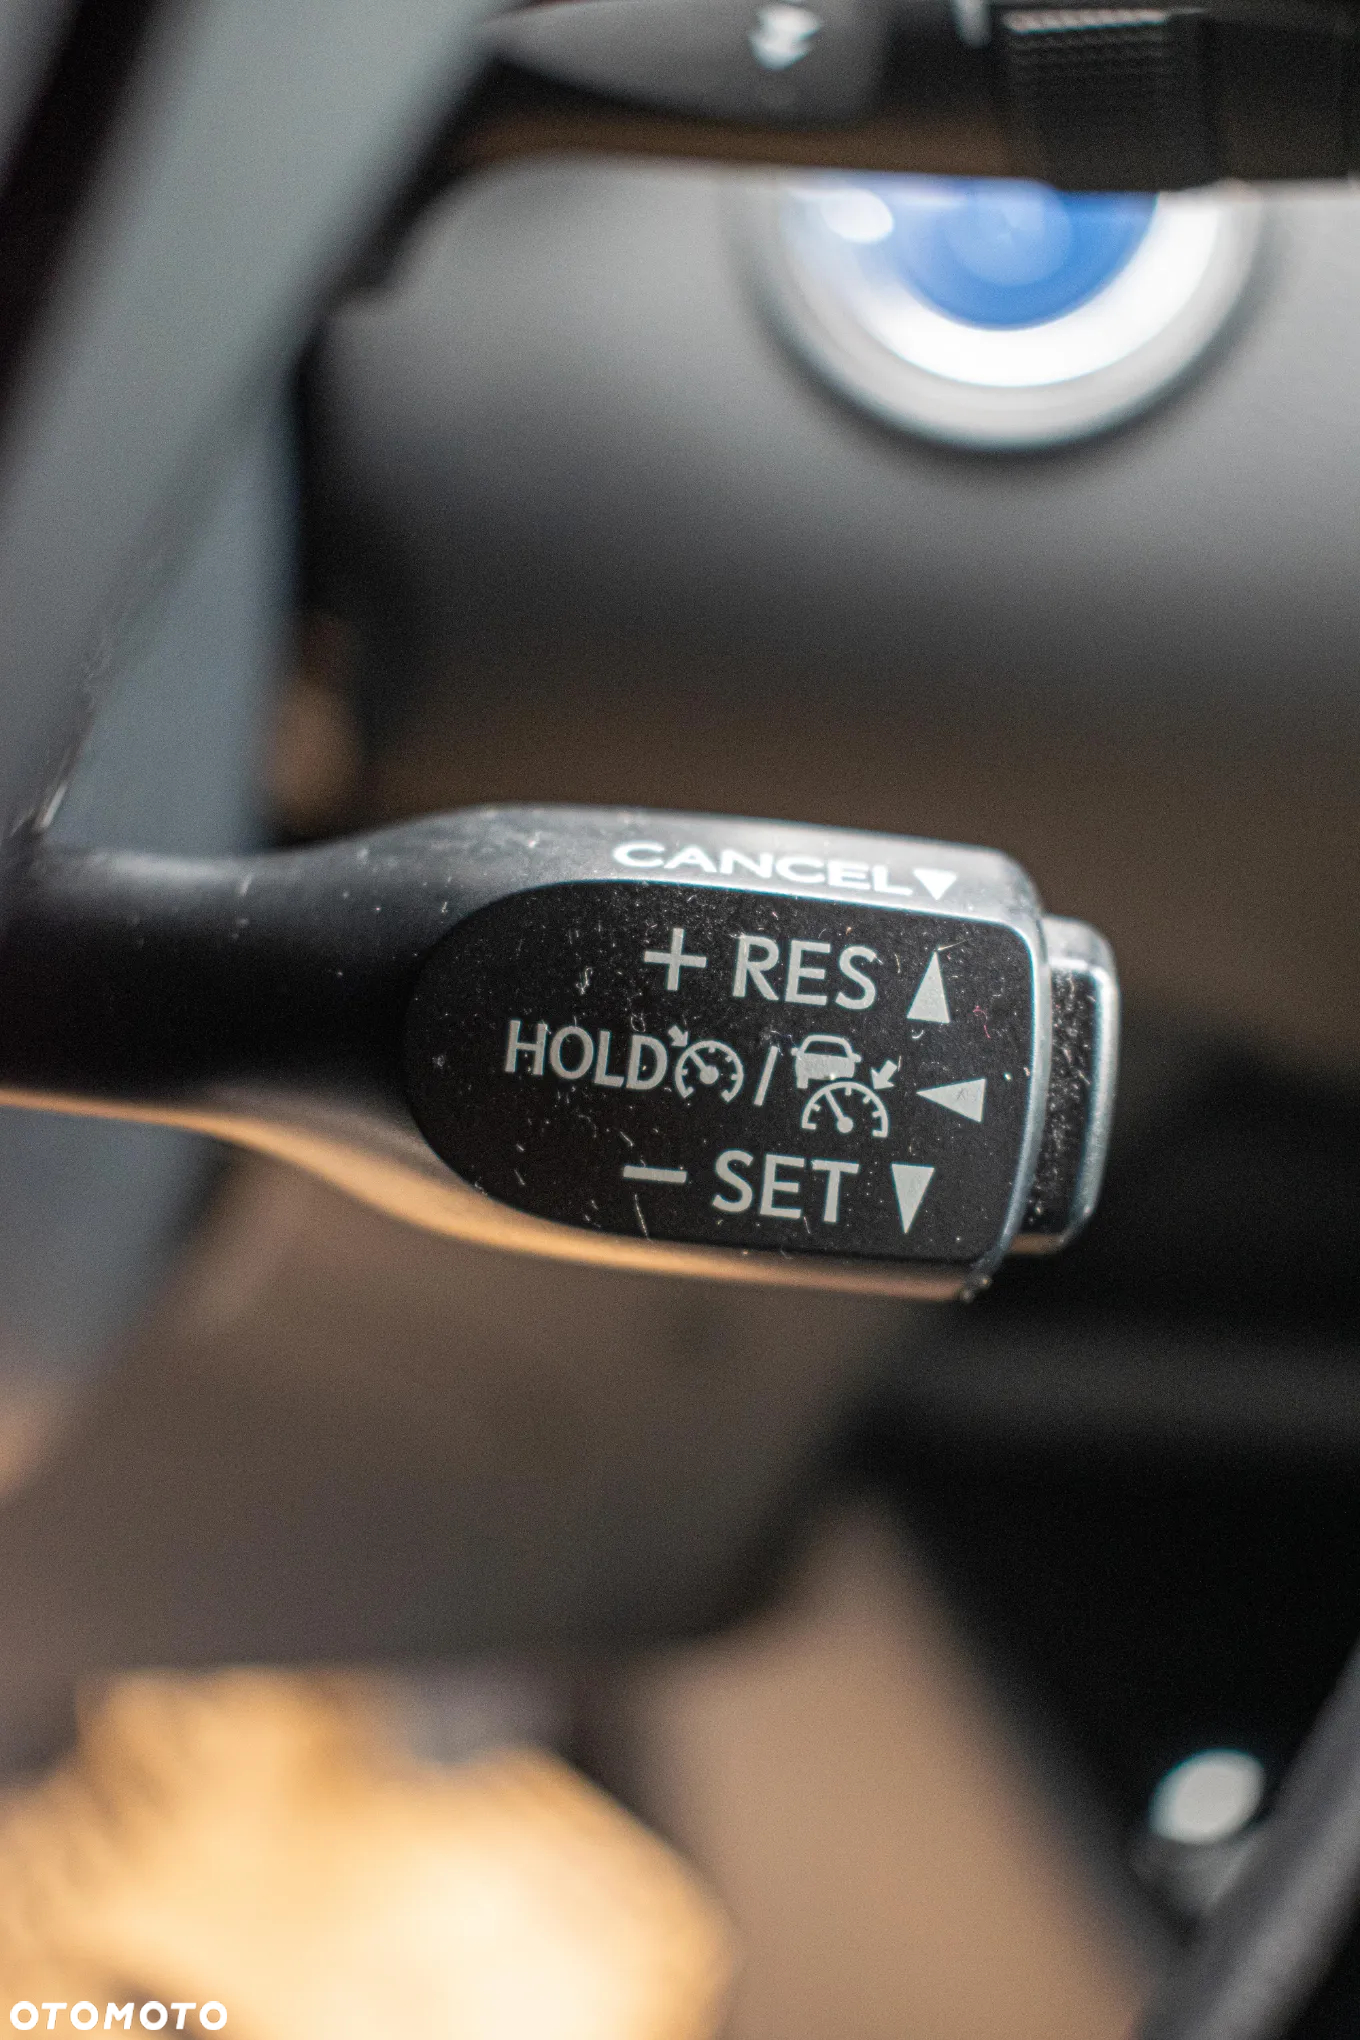 CANCEL▼
+ RES ▲
HOLD / ◀
− SET ▼
OTOMOTO